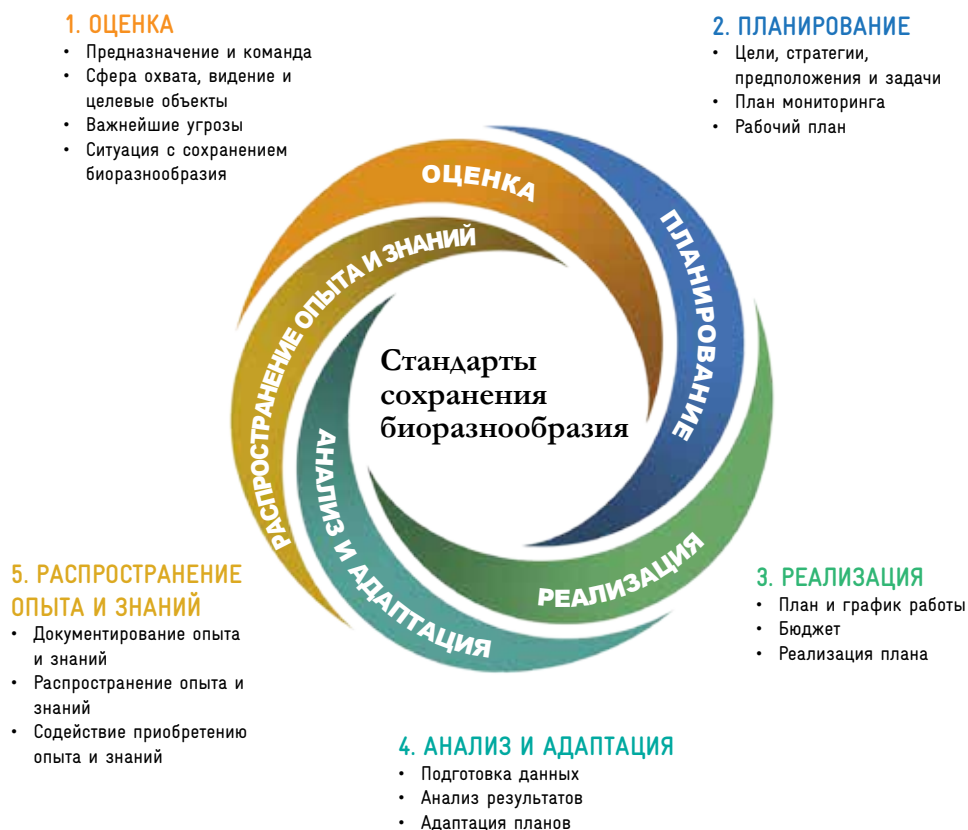 1. ОЦЕНКА
• Предназначение и команда
• Сфера охвата, видение и
целевые объекты
• Важнейшие угрозы
• Ситуация с сохранением
биоразнообразия
2. ПЛАНИРОВАНИЕ
• Цели, стратегии,
предположения и задачи
• План мониторинга
• Рабочий план
ОЦЕНКА
ПЛАНИРОВАНИЕ
РЕАЛИЗАЦИЯ
АНАЛИЗ И АДАПТАЦИЯ
РАСПРОСТРАНЕНИЕ ОПЫТА И ЗНАНИЙ
Стандарты
сохранения
биоразнообразия
3. РЕАЛИЗАЦИЯ
• План и график работы
• Бюджет
• Реализация плана
4. АНАЛИЗ И АДАПТАЦИЯ
• Подготовка данных
• Анализ результатов
• Адаптация планов
5. РАСПРОСТРАНЕНИЕ
ОПЫТА И ЗНАНИЙ
• Документирование опыта
и знаний
• Распространение опыта и
знаний
• Содействие приобретению
опыта и знаний